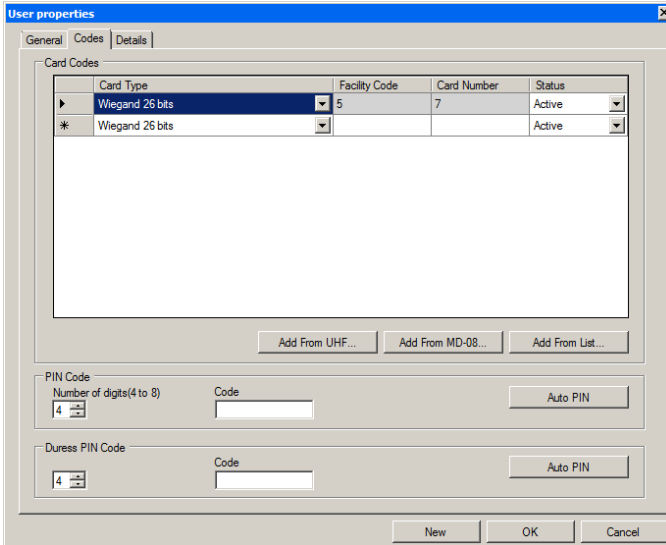 User properties
General Codes Details
Card Codes
Card Type Facility Code Card Number Status
Wiegand 26 bits 5 7 Active
Wiegand 26 bits Active
Add From UHF... Add From MD-08... Add From List...
PIN Code
Number of digits(4 to 8) Code
4 Auto PIN
Duress PIN Code
Code
4 Auto PIN
New OK Cancel